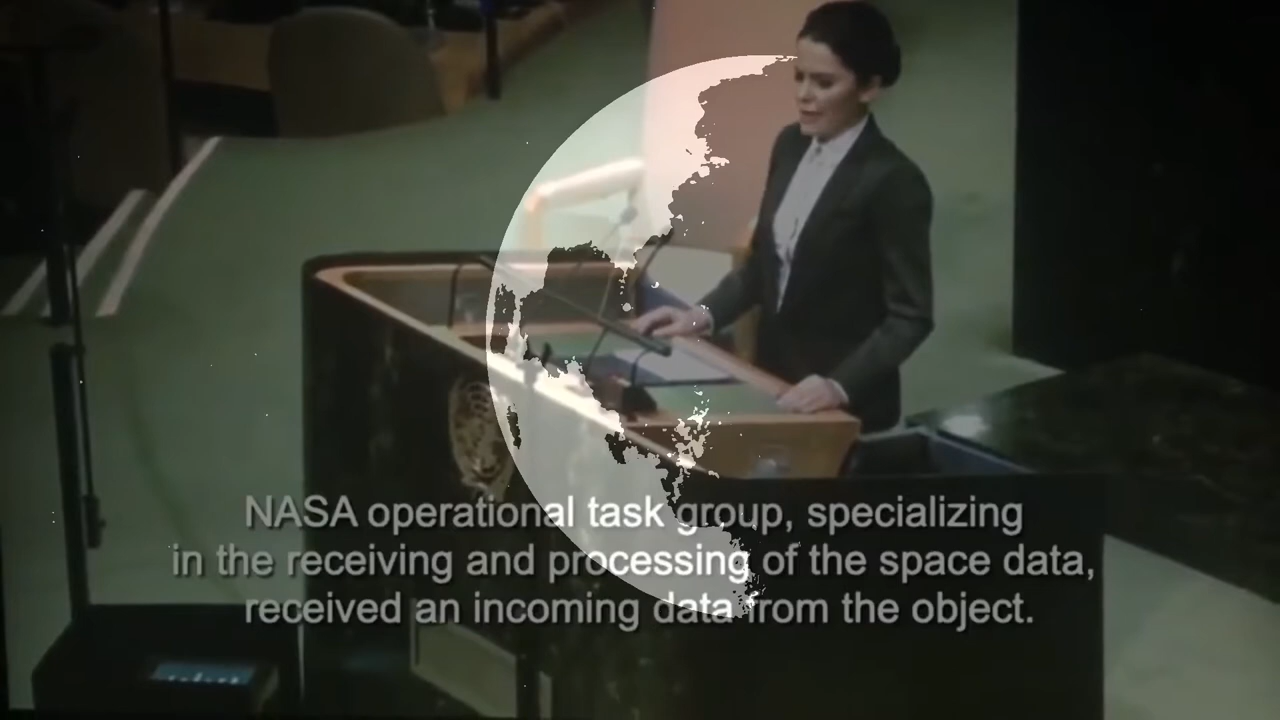 NASA operational task group, specializing
in the receiving and processing of the space data,
received an incoming data from the object.